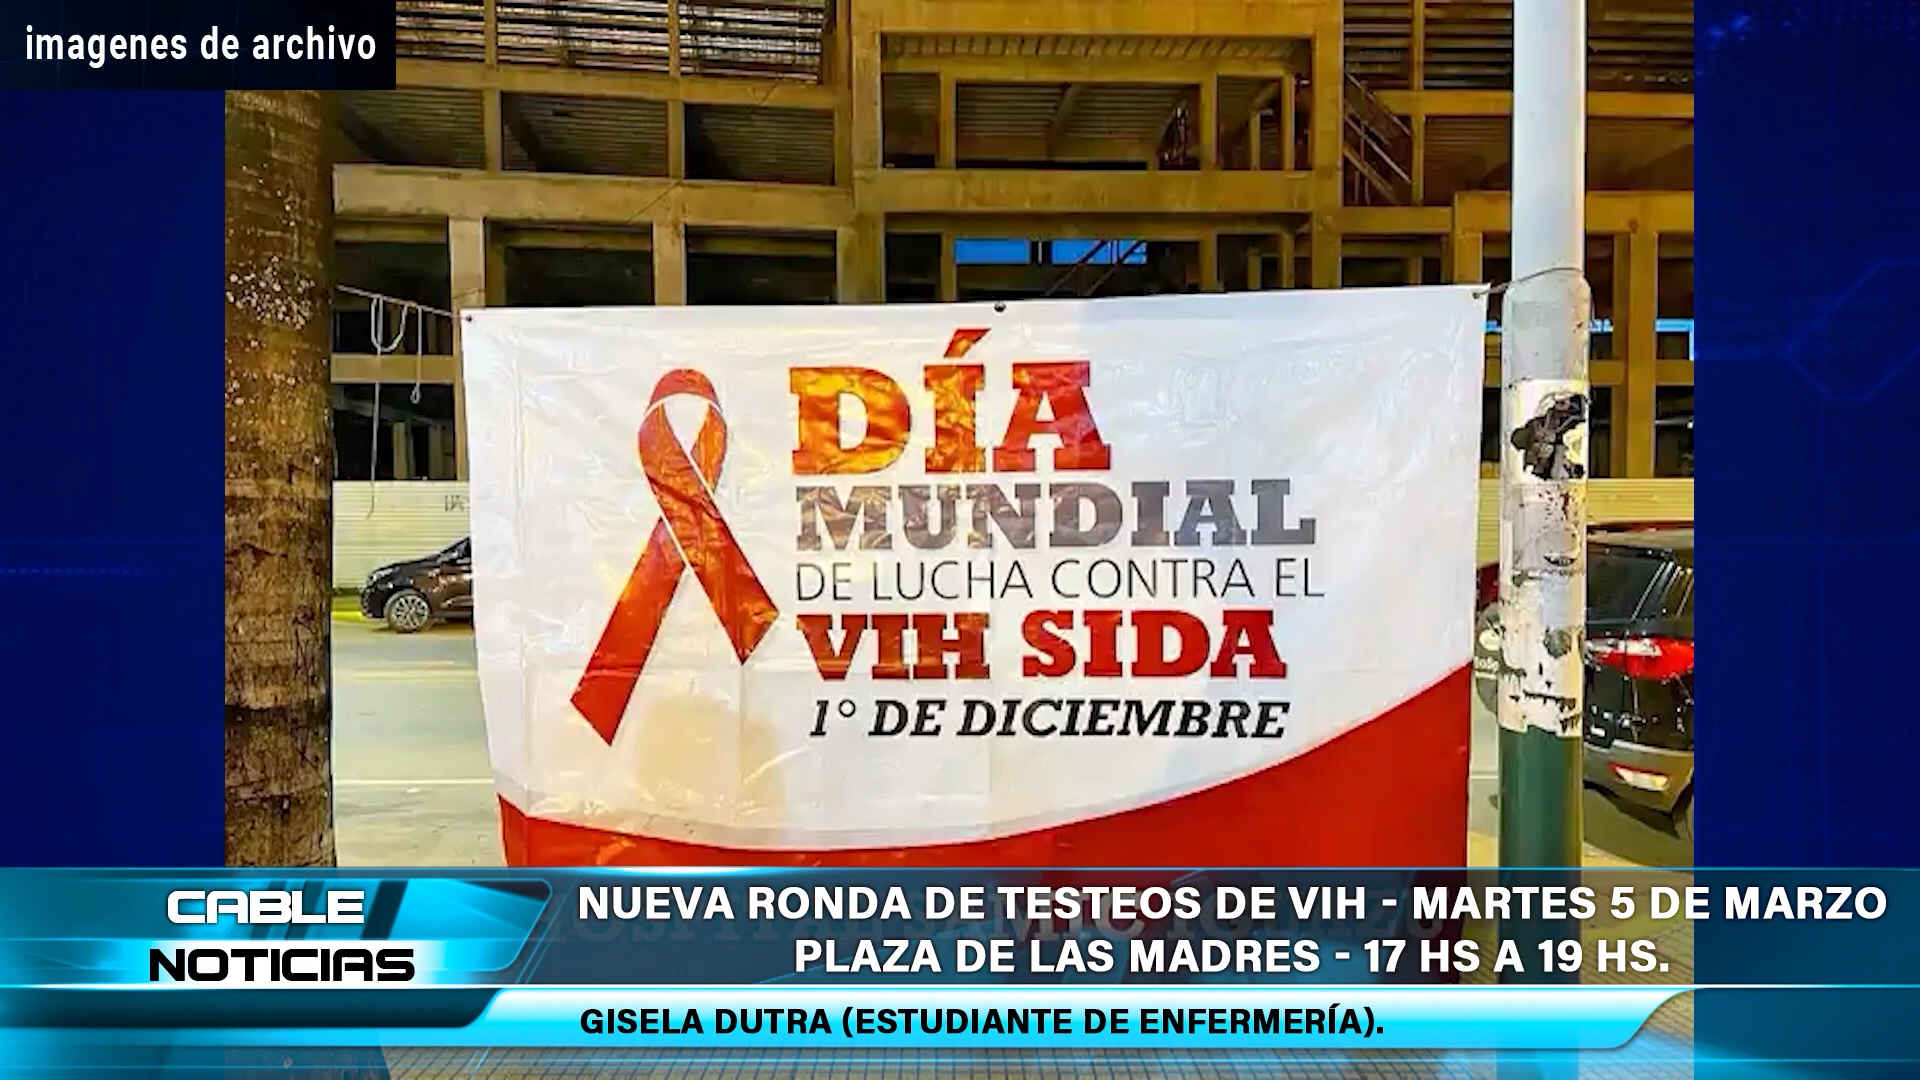 imagenes de archivo
DÍA
MUNDIAL
DE LUCHA CONTRA EL
VIH SIDA
1° DE DICIEMBRE
CABLE
NOTICIAS
NUEVA RONDA DE TESTEOS DE VIH - MARTES 5 DE MARZO
PLAZA DE LAS MADRES - 17 HS A 19 HS.
GISELA DUTRA (ESTUDIANTE DE ENFERMERÍA).